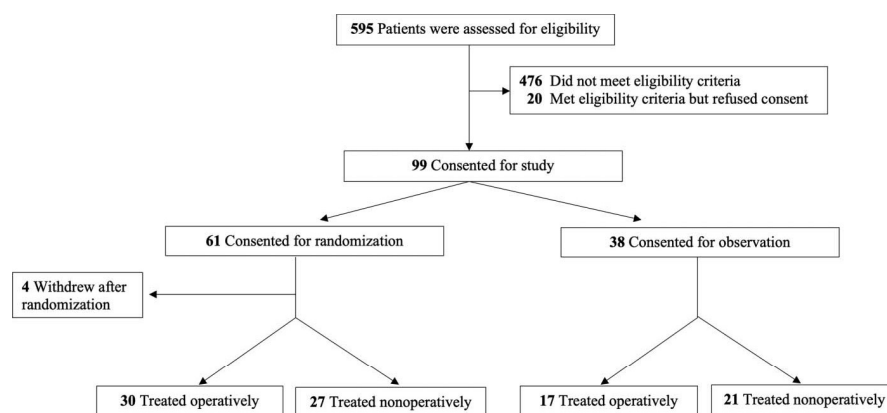 595 Patients were assessed for eligibility
476 Did not meet eligibility criteria
20 Met eligibility criteria but refused consent
99 Consented for study
61 Consented for randomization
38 Consented for observation
4 Withdrew after
randomization
30 Treated operatively
27 Treated nonoperatively
17 Treated operatively
21 Treated nonoperatively